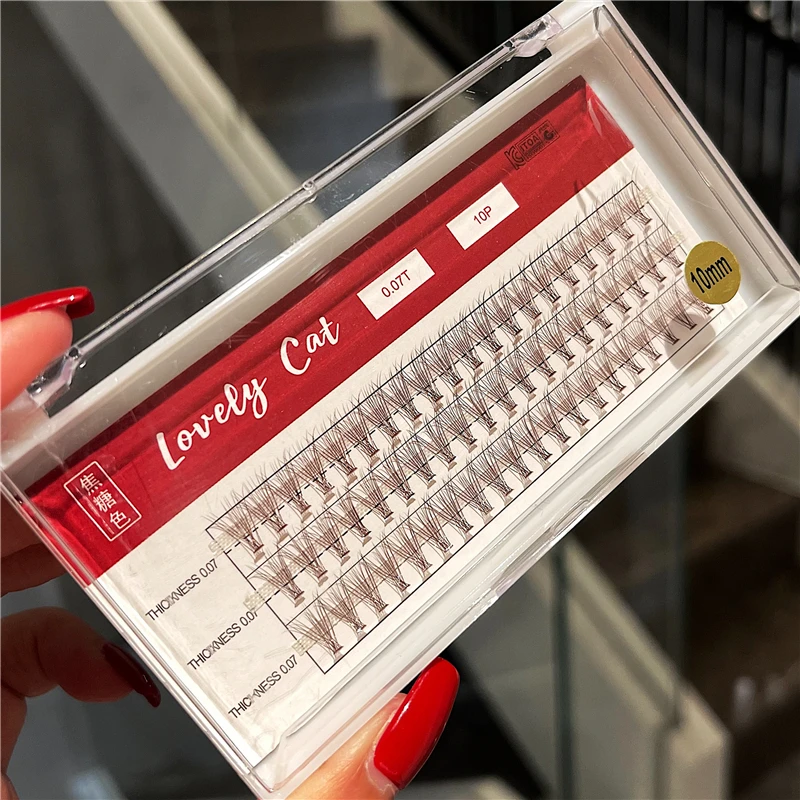 Lovely Cat
0.07T
10P
10mm
焦糖色
THICKNESS 0.07
THICKNESS 0.07
THICKNESS 0.07